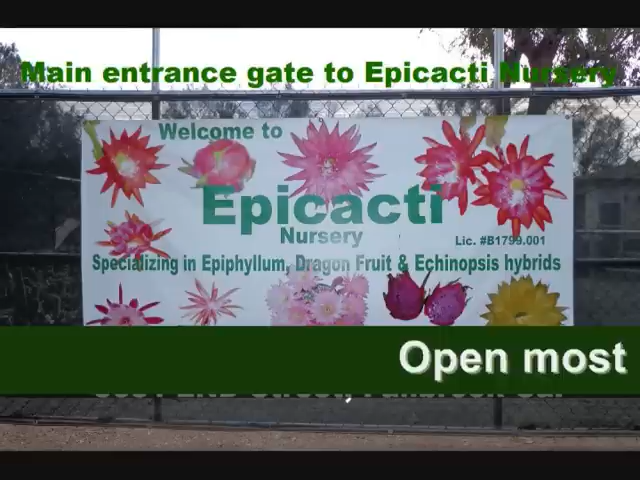 Main entrance gate to Epicacti Nursery
Welcome to
Epicacti
Nursery
Lic. #B1799.001
Specializing in Epiphyllum, Dragon Fruit & Echinopsis hybrids
Open most